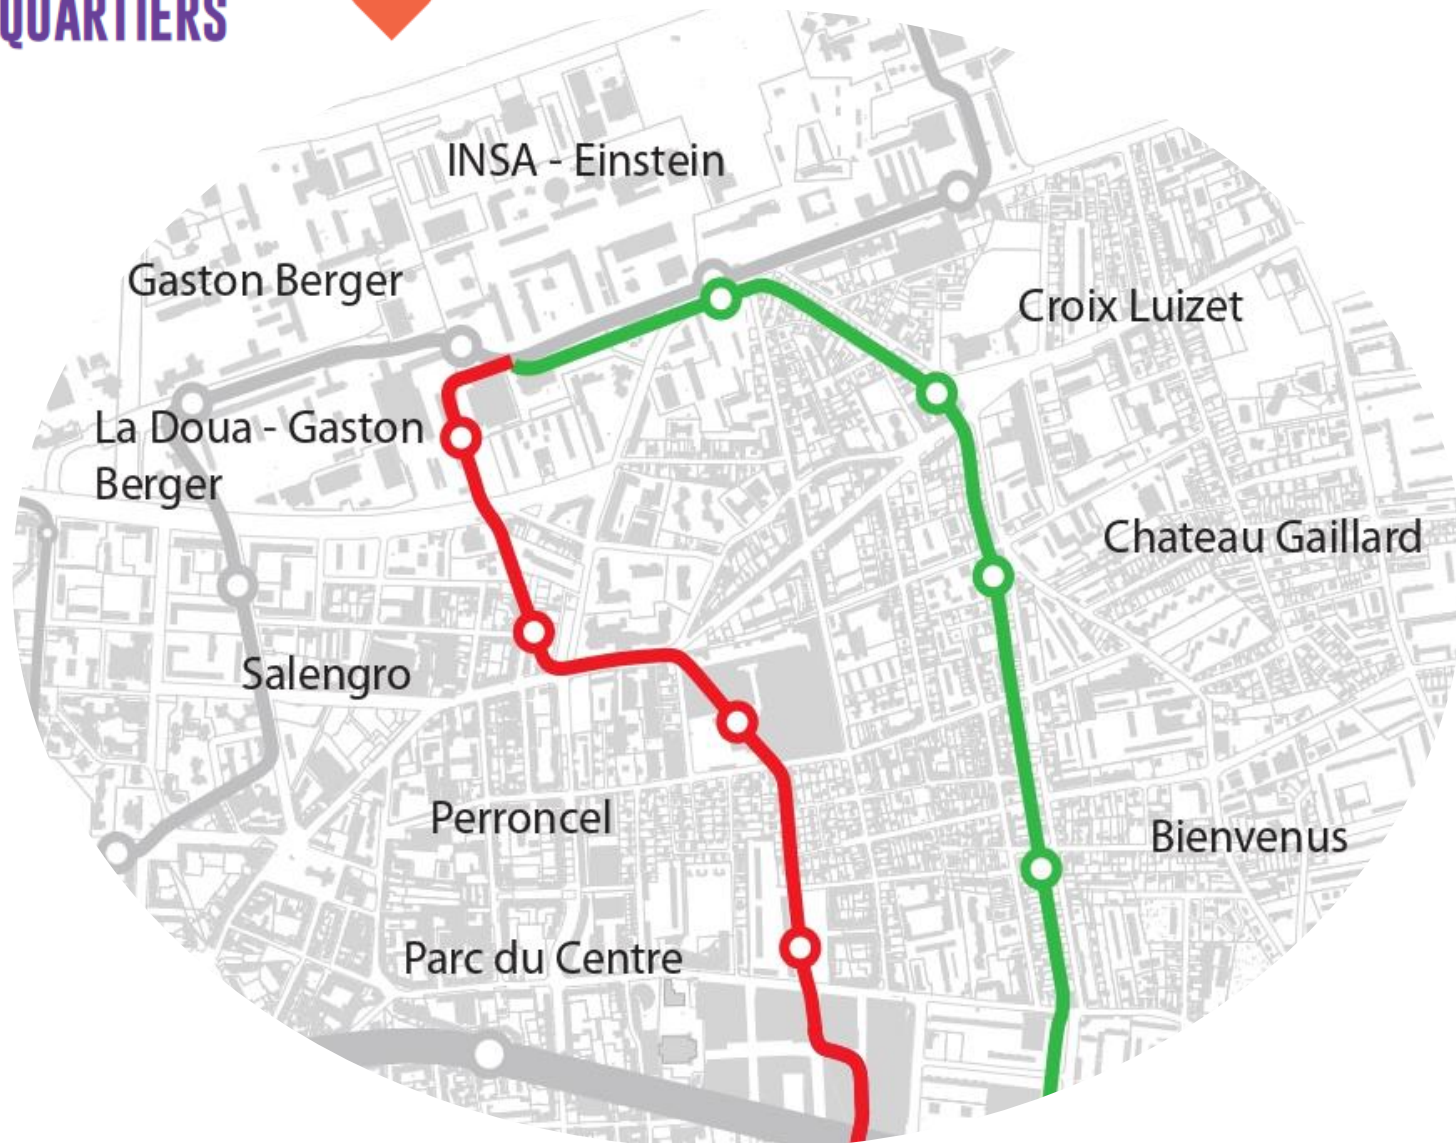 QUARTIERS
INSA - Einstein
Gaston Berger
Croix Luizet
La Doua - Gaston
Berger
Chateau Gaillard
Salengro
Perroncel
Bienvenus
Parc du Centre